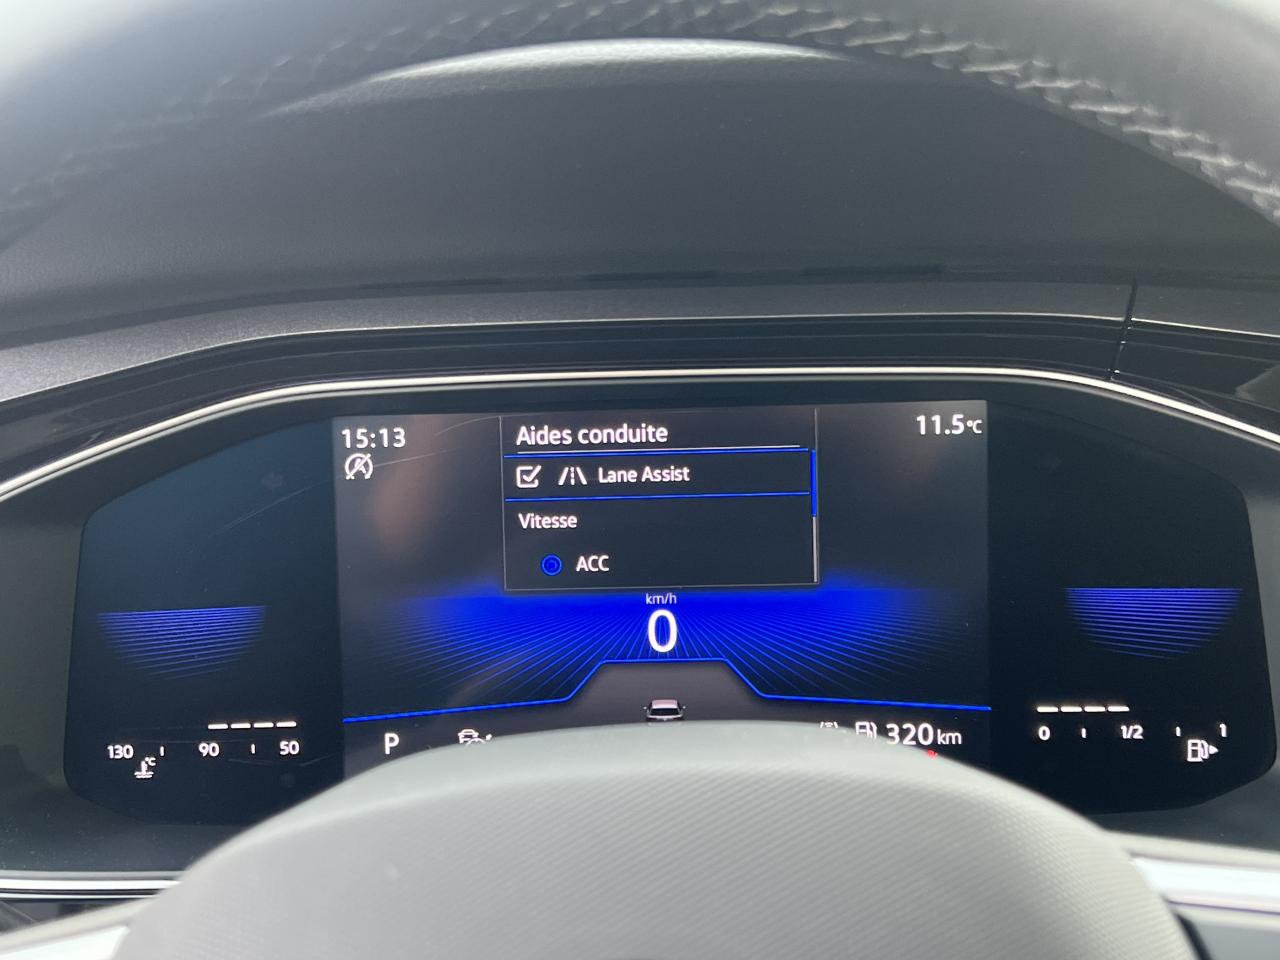 15:13
Aides conduite
11.5°C
Lane Assist
Vitesse
ACC
km/h
0
P
320 km
130 90 50
°C
0 1/2 1